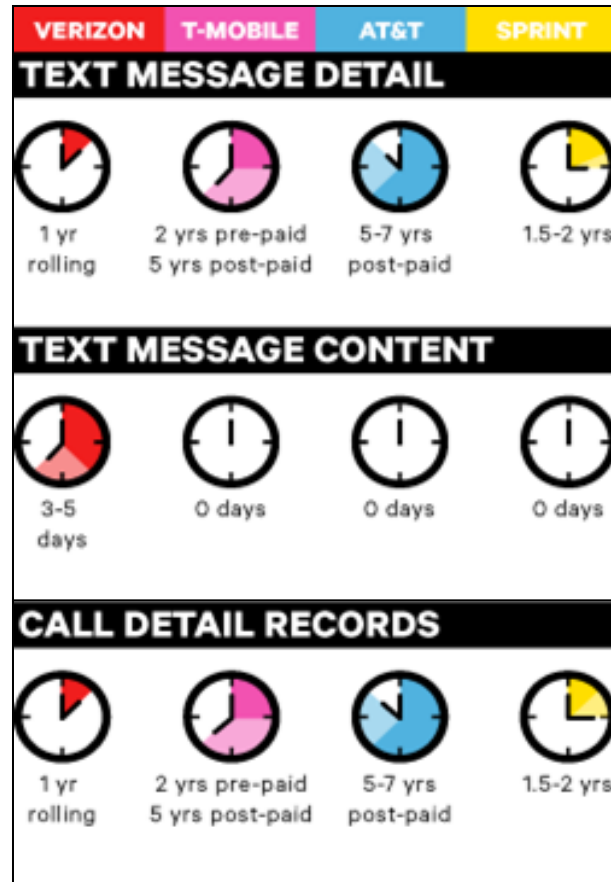 VERIZON T-MOBILE AT&T SPRINT
TEXT MESSAGE DETAIL
1 yr 2 yrs pre-paid 5-7 yrs 1.5-2 yrs
rolling 5 yrs post-paid post-paid
TEXT MESSAGE CONTENT
3-5 0 days 0 days 0 days
days
CALL DETAIL RECORDS
1 yr 2 yrs pre-paid 5-7 yrs 1.5-2 yrs
rolling 5 yrs post-paid post-paid